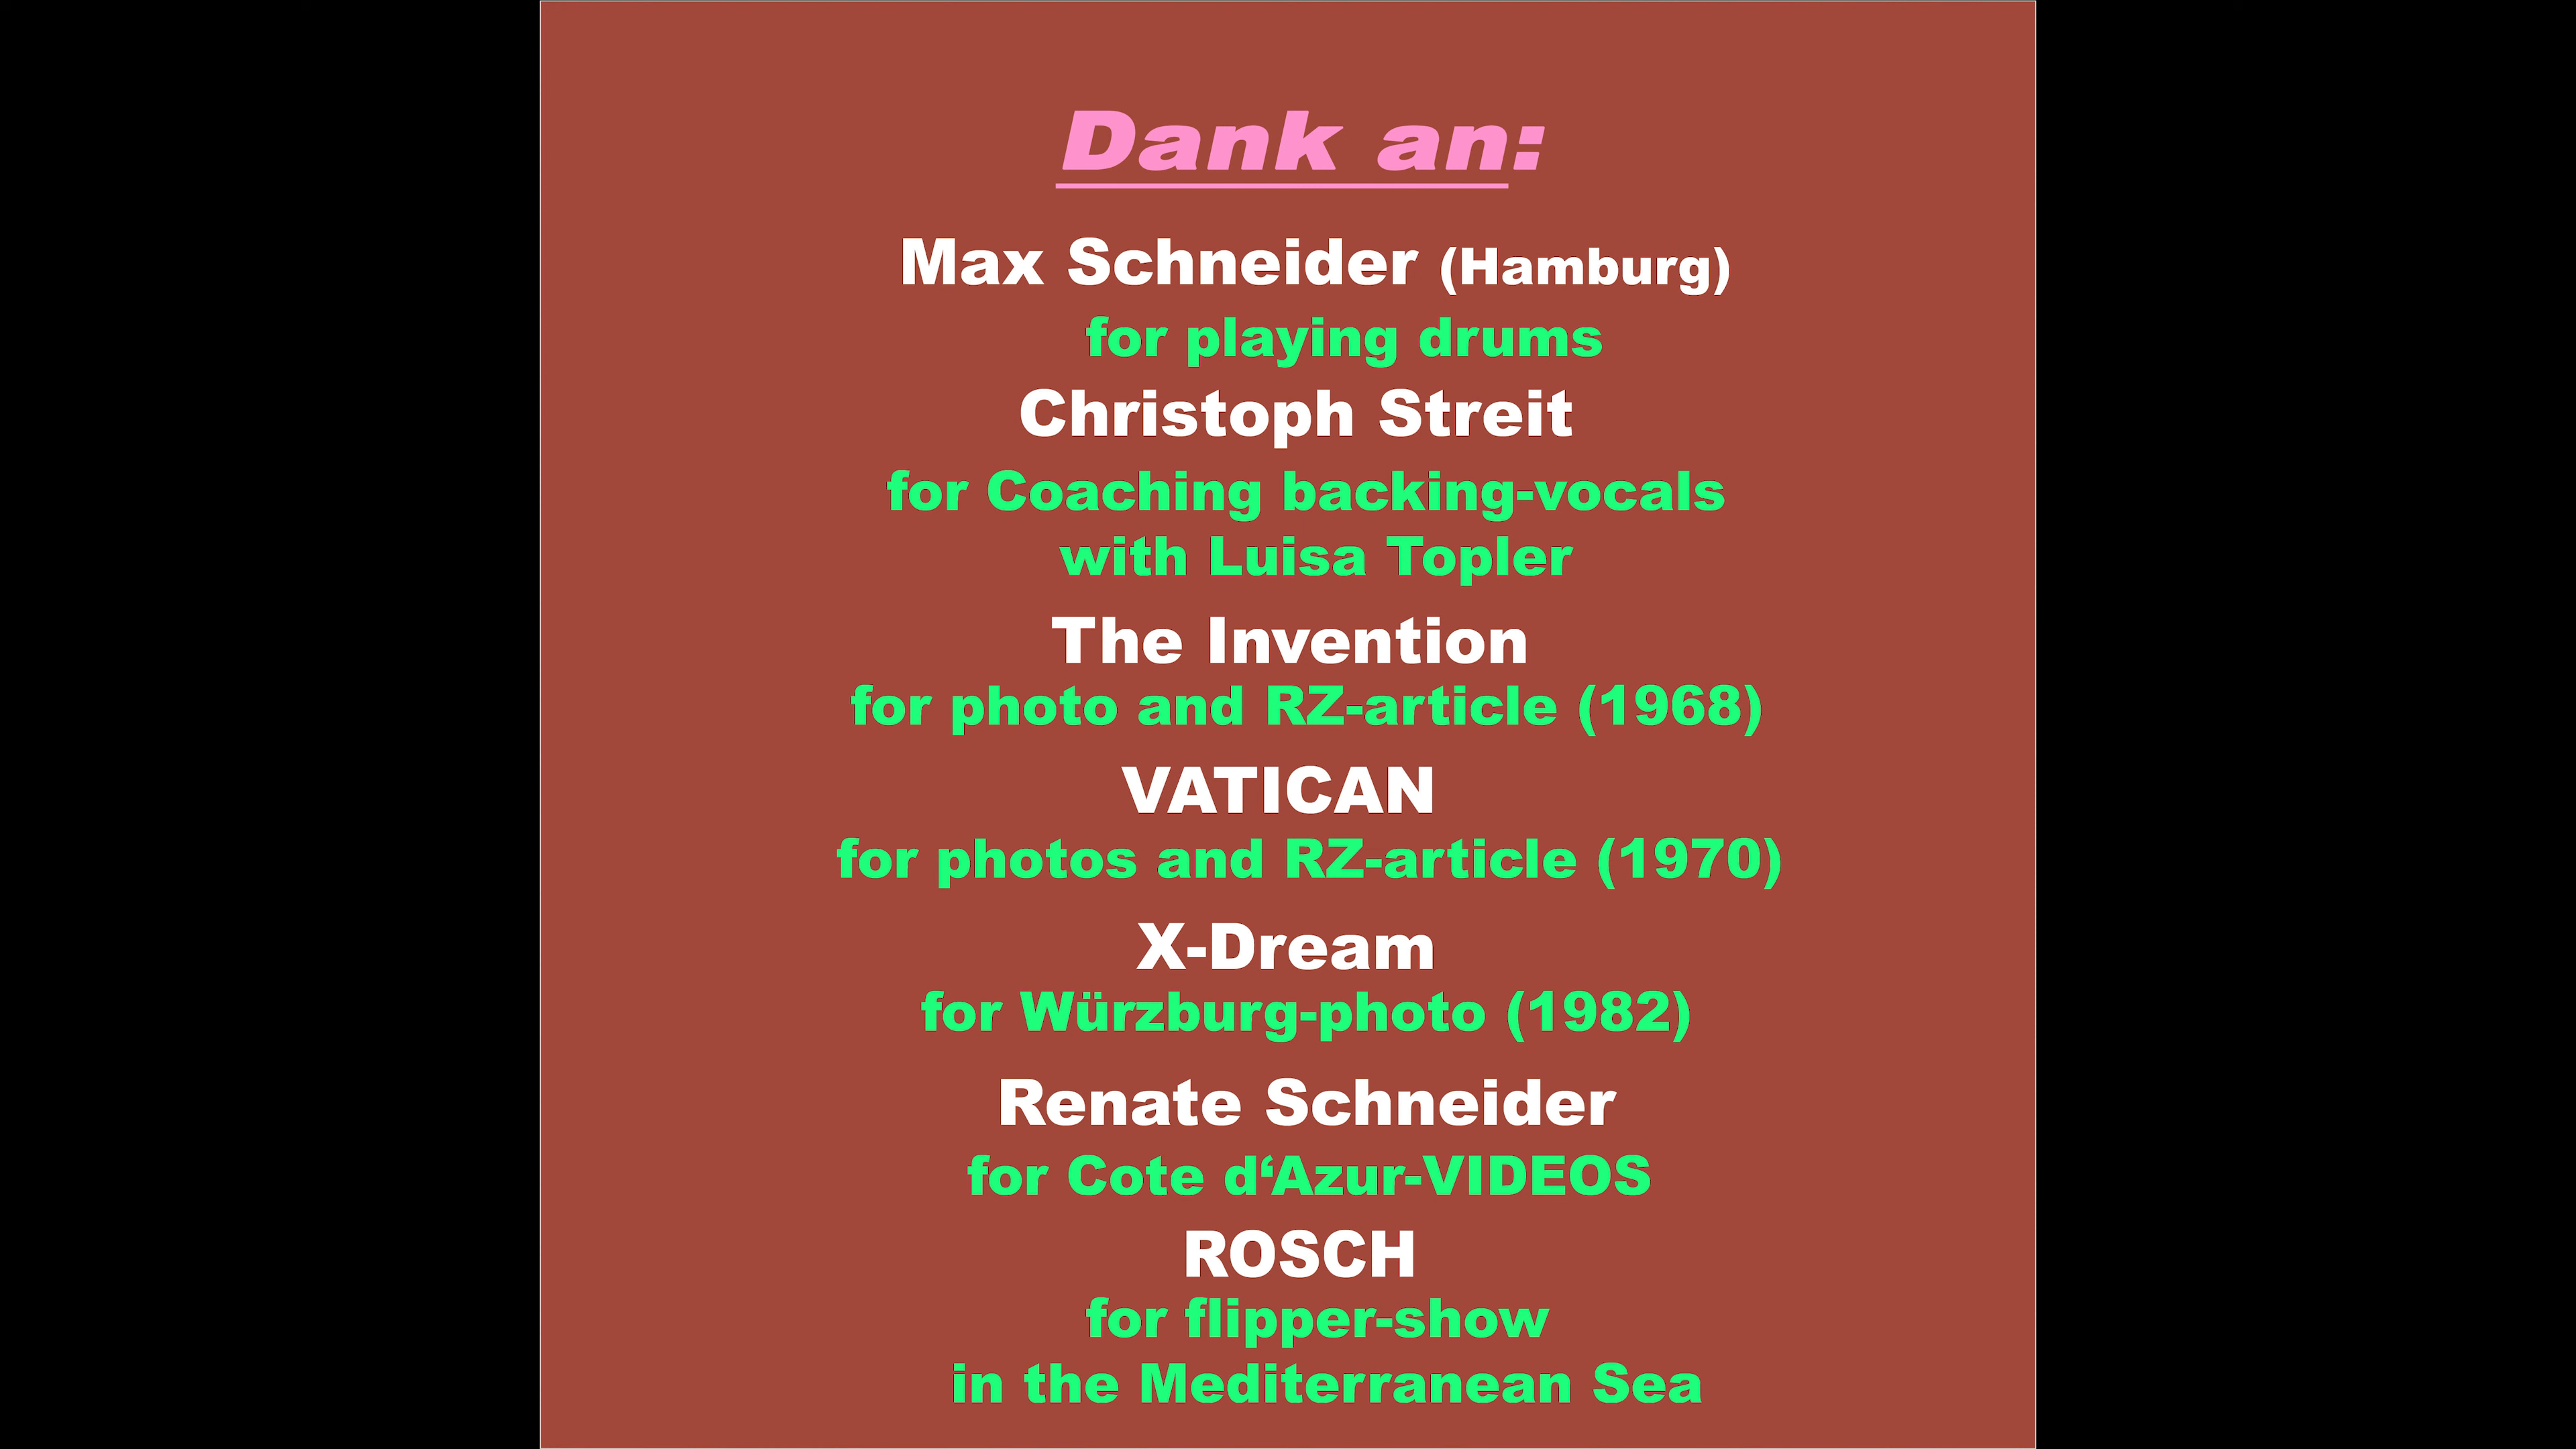 Dank an:
Max Schneider (Hamburg)
for playing drums
Christoph Streit
for Coaching backing-vocals
with Luisa Topler
The Invention
for photo and RZ-article (1968)
VATICAN
for photos and RZ-article (1970)
X-Dream
for Würzburg-photo (1982)
Renate Schneider
for Cote d‘Azur-VIDEOS
ROSCH
for flipper-show
in the Mediterranean Sea